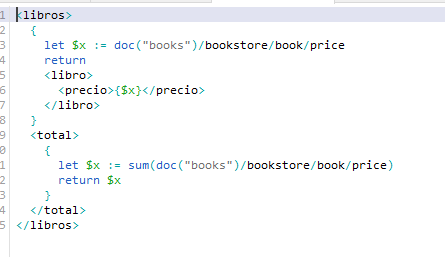 1 <libros>
2 {
3 let $x := doc("books")/bookstore/book/price
4 return
5 <libro>
6 <precio>{$x}</precio>
7 </libro>
8 }
9 <total>
0 {
1 let $x := sum(doc("books")/bookstore/book/price)
2 return $x
3 }
4 </total>
5 </libros>